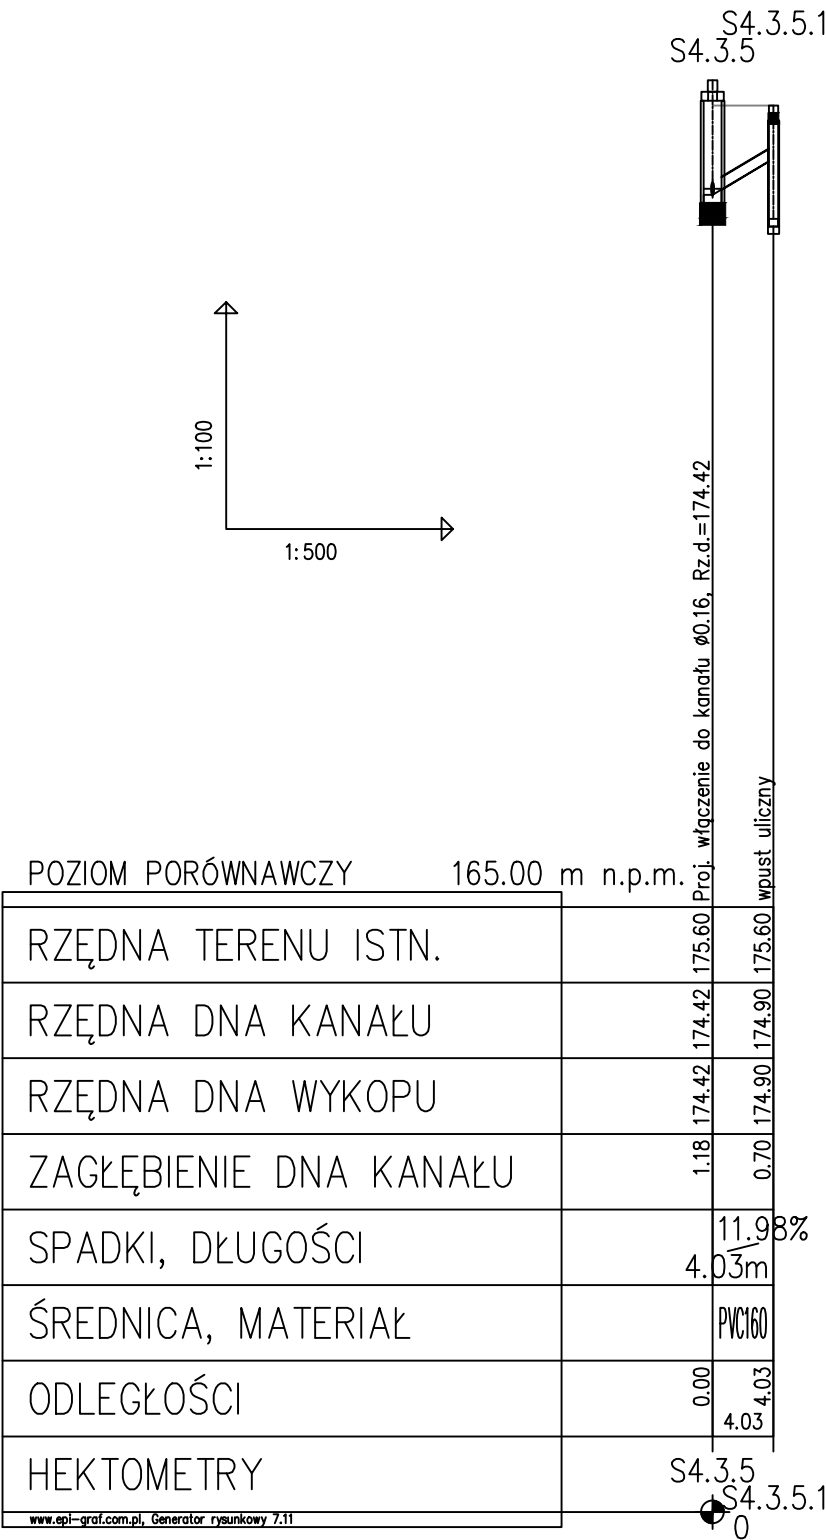 S4.3.5.1
S4.3.5
1:100
1:500
Proj. włączenie do kanału ø0.16, Rz.d.=174.42
wpust uliczny
POZIOM PORÓWNAWCZY 165.00 m n.p.m.
RZĘDNA TERENU ISTN. 175.60 175.60
RZĘDNA DNA KANAŁU 174.42 174.90
RZĘDNA DNA WYKOPU 174.42 174.90
ZAGŁĘBIENIE DNA KANAŁU 1.18 0.70
SPADKI, DŁUGOŚCI 11.98%
4.03m
ŚREDNICA, MATERIAŁ PVC160
ODLEGŁOŚCI 0.00 4.03
4.03
HEKTOMETRY S4.3.5
S4.3.5.1
www.epi-graf.com.pl, Generator rysunkowy 7.11
0